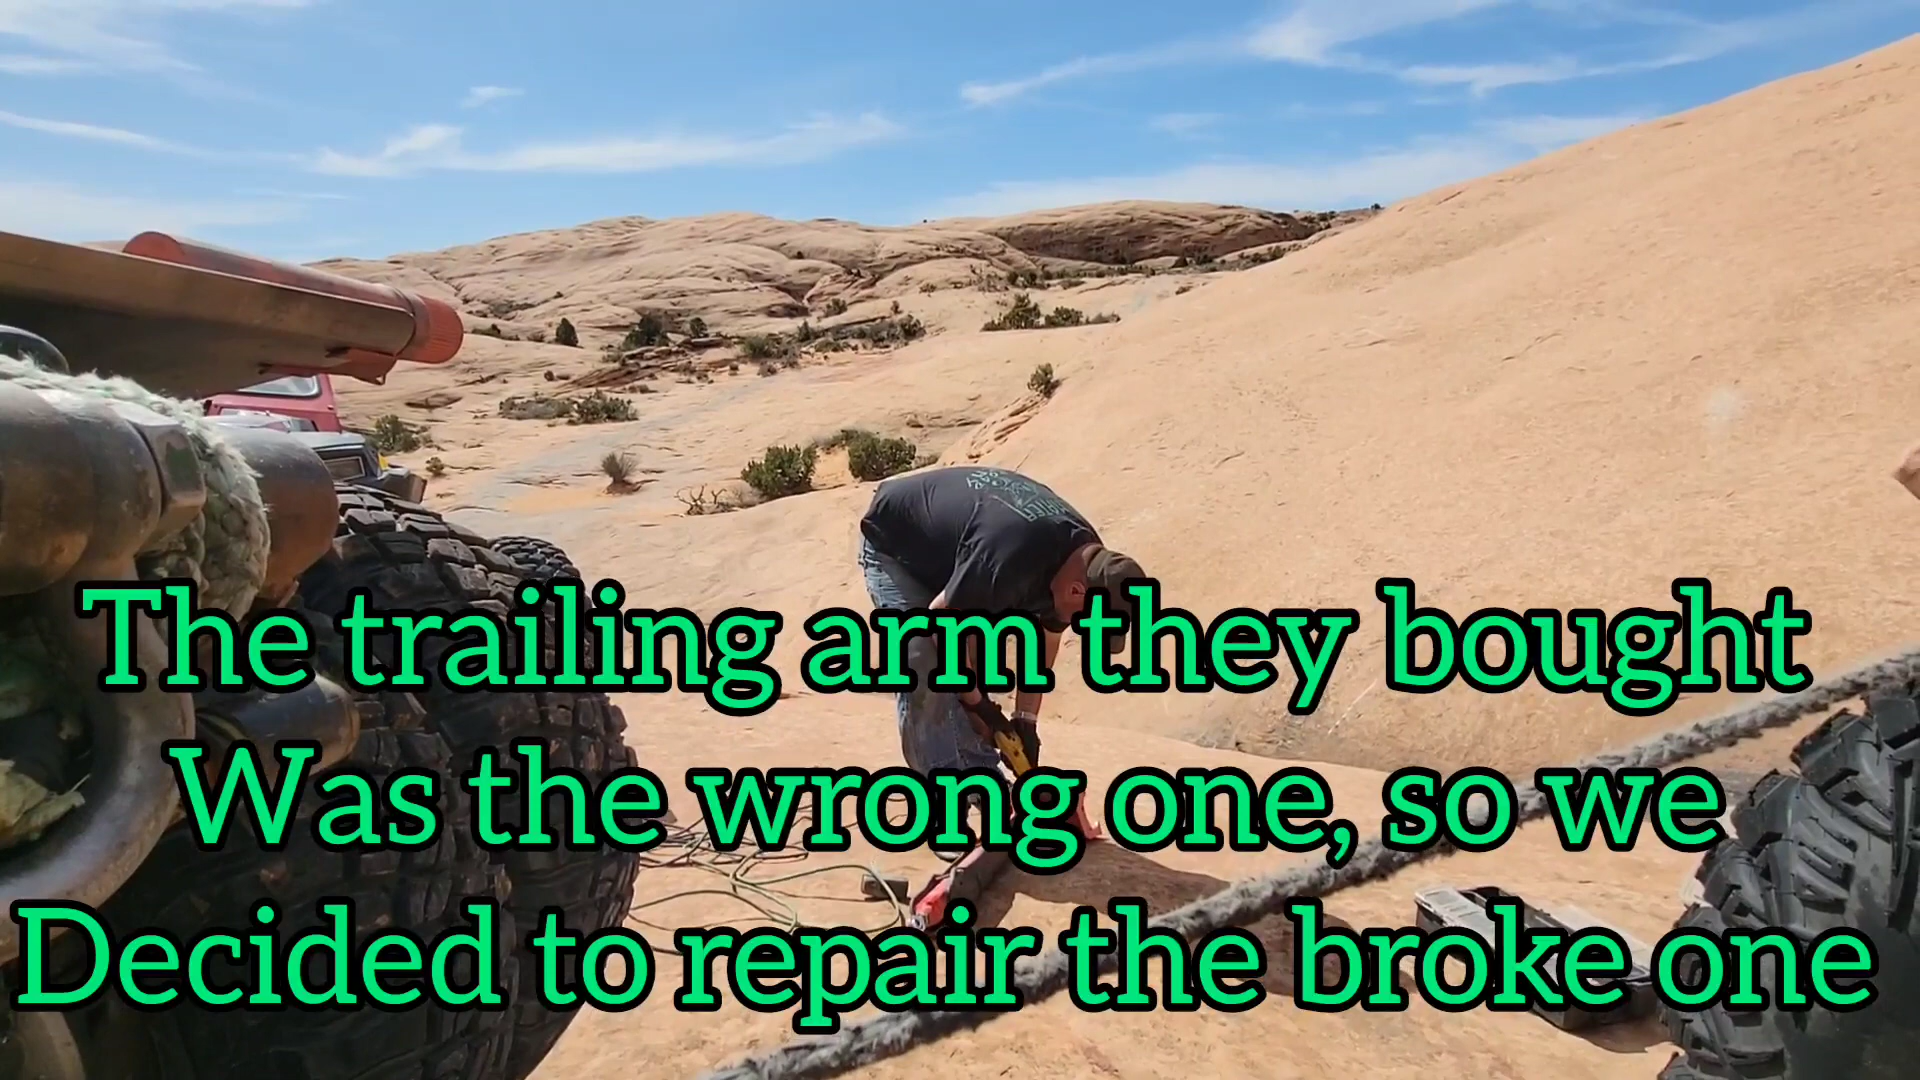 The trailing arm they bought
Was the wrong one, so we
Decided to repair the broke one